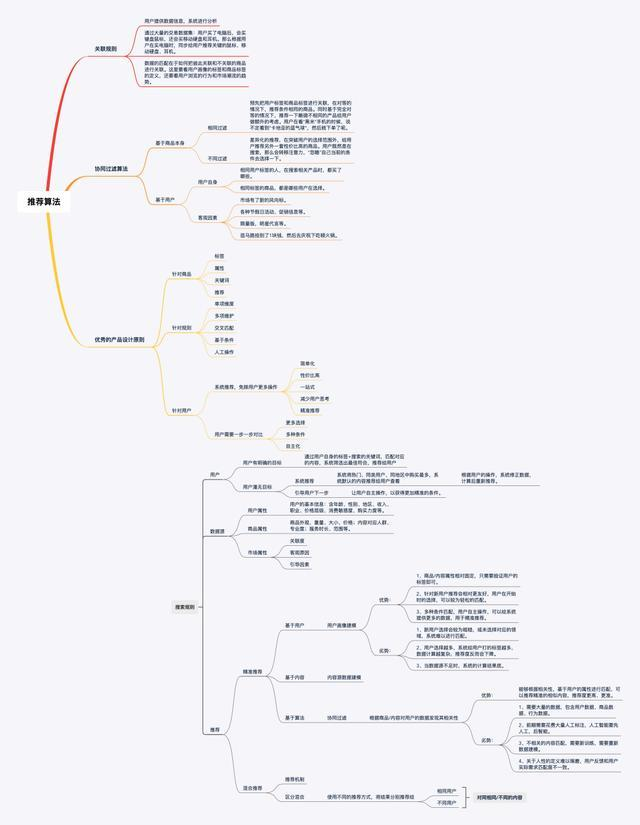 推荐算法
关联规则
用户提供数据信息，系统进行分析
通过大量的交易数据集：用户买了电脑后，会买
键盘鼠标，还会买移动硬盘和耳机。那么根据用
户在买电脑时，同步给用户推荐关键的鼠标、移
动硬盘、耳机。
数据的匹配在于如何把彼此关联和不关联的商品
进行关联。这里要看用户画像的标签和商品标签
的定义，还要看用户浏览的行为和市场潮流的趋
势。
协同过滤算法
基于商品本身
相同过滤
预先把用户标签和商品标签进行关联，在对等的
情况下，推荐条件相同的商品。同时基于完全对
等的情况下，推荐一下略微不相同的产品给用户
做额外的考虑。用户在看“黑米”手机的时候，说
不定看到“卡地亚的盛气球”，然后就下单了呢。
不同过滤
差异化的推荐，在突破用户的选择范围外，给用
户推荐另外一套性价比高的商品。用户既然是在
搜索，那么会转移注意力，“忽略”自己当前的条
件去选择一下。
基于用户
用户自身
相同用户标签的人，在搜索相关产品时，都买了
哪些。
相同标签的商品，都是哪些用户在选择。
客观因素
市场有了新的风向标。
各种节假日活动，促销信息等。
限量版，明星代言等。
逛马路捡到了1块钱，然后去庆祝下吃顿火锅。
优秀的产品设计原则
针对商品
标签
属性
关键词
推荐
针对规则
单项维度
多项维护
交叉匹配
基于条件
人工操作
针对用户
系统推荐，免除用户更多操作
简单化
性价比高
一站式
减少用户思考
精准推荐
用户需要一步一步对比
更多选择
多种条件
自主化
搜索规则
用户
用户有明确的目标
通过用户自身的标签+搜索的关键词，匹配对应
的内容，系统筛选出最佳符合，推荐给用户
用户漫无目标
系统推荐
系统将热门、同类用户、同地区中购买最多，系
统默认的内容推荐给用户查看
根据用户的操作，系统修正数据，
计算后重新推荐。
引导用户下一步
让用户自主操作，以获得更加精准的条件。
数据源
用户属性
用户的基本信息：含年龄，性别，地区，收入，
职业，价格层级，消费敏感度，购买力度等。
商品属性
商品外观，重量，大小，价格；内容对应人群，
专业度；服务时长，范围等。
市场属性
关联度
客观原因
引导因素
推荐
精准推荐
基于用户
用户画像建模
优势：
1、商品/内容属性相对固定，只需要验证用户的
标签即可。
2、针对新用户推荐会相对更友好，用户在开始
时的选择，可以较为轻松的匹配。
3、多种条件匹配，用户自主操作，可以给系统
提供更多的数据，用于精准推荐。
劣势：
1、新用户选择会较为粗糙，或未选择对应的领
域，系统难以进行匹配。
2、用户选择越多，系统给用户打的标签越多，
数据计算越复杂，推荐度反而会下降。
3、当数据源不足时，系统的计算结果底。
基于内容
内容源数据建模
基于算法
协同过滤
根据商品/内容对用户的数据发现其相关性
优势：
能够根据相关性，基于用户的属性进行匹配，可
以推荐精准的相似内容，推荐度更高、更准。
劣势：
1、需要大量的数据，包含用户数据，商品数
据，行为数据。
2、前期需要花费大量人工标注，人工智能要先
人工，后智能。
3、不相关的内容匹配，需要新训练，需要重新
数据建模。
4、关于人性的定义难以琢磨，用户反馈和用户
实际需求匹配度不一致。
混合推荐
推荐机制
区分混合
使用不同的推荐方式，将结果分别推荐给
相同用户
不同用户
对同相同/不同的内容